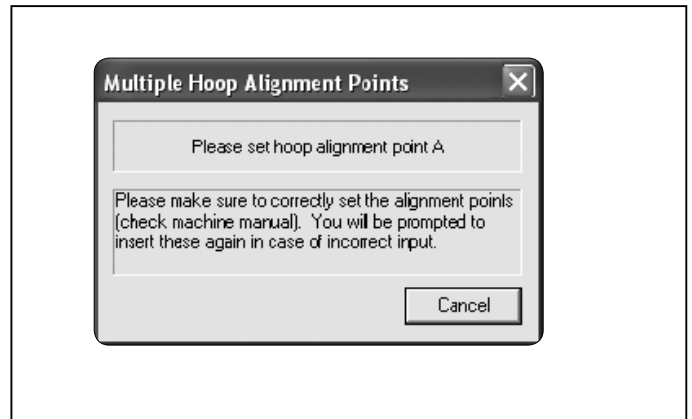 Multiple Hoop Alignment Points
Please set hoop alignment point A
Please make sure to correctly set the alignment points
(check machine manual). You will be prompted to
insert these again in case of incorrect input.
Cancel